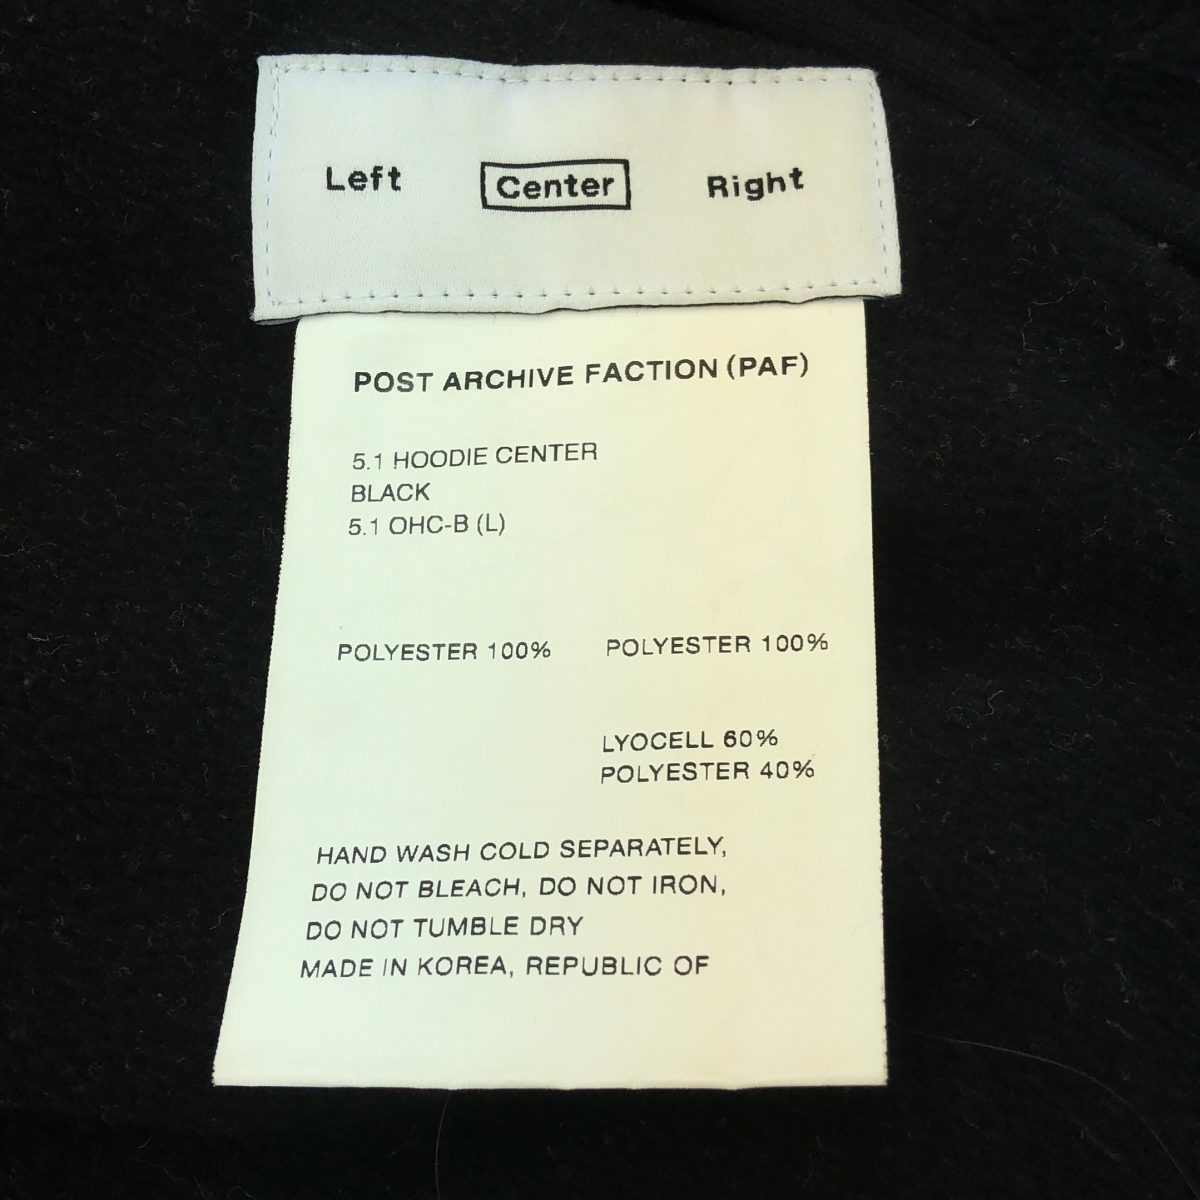 Left Center Right
POST ARCHIVE FACTION (PAF)
5.1 HOODIE CENTER
BLACK
5.1 OHC-B (L)
POLYESTER 100% POLYESTER 100%
LYOCELL 60%
POLYESTER 40%
HAND WASH COLD SEPARATELY,
DO NOT BLEACH, DO NOT IRON,
DO NOT TUMBLE DRY
MADE IN KOREA, REPUBLIC OF